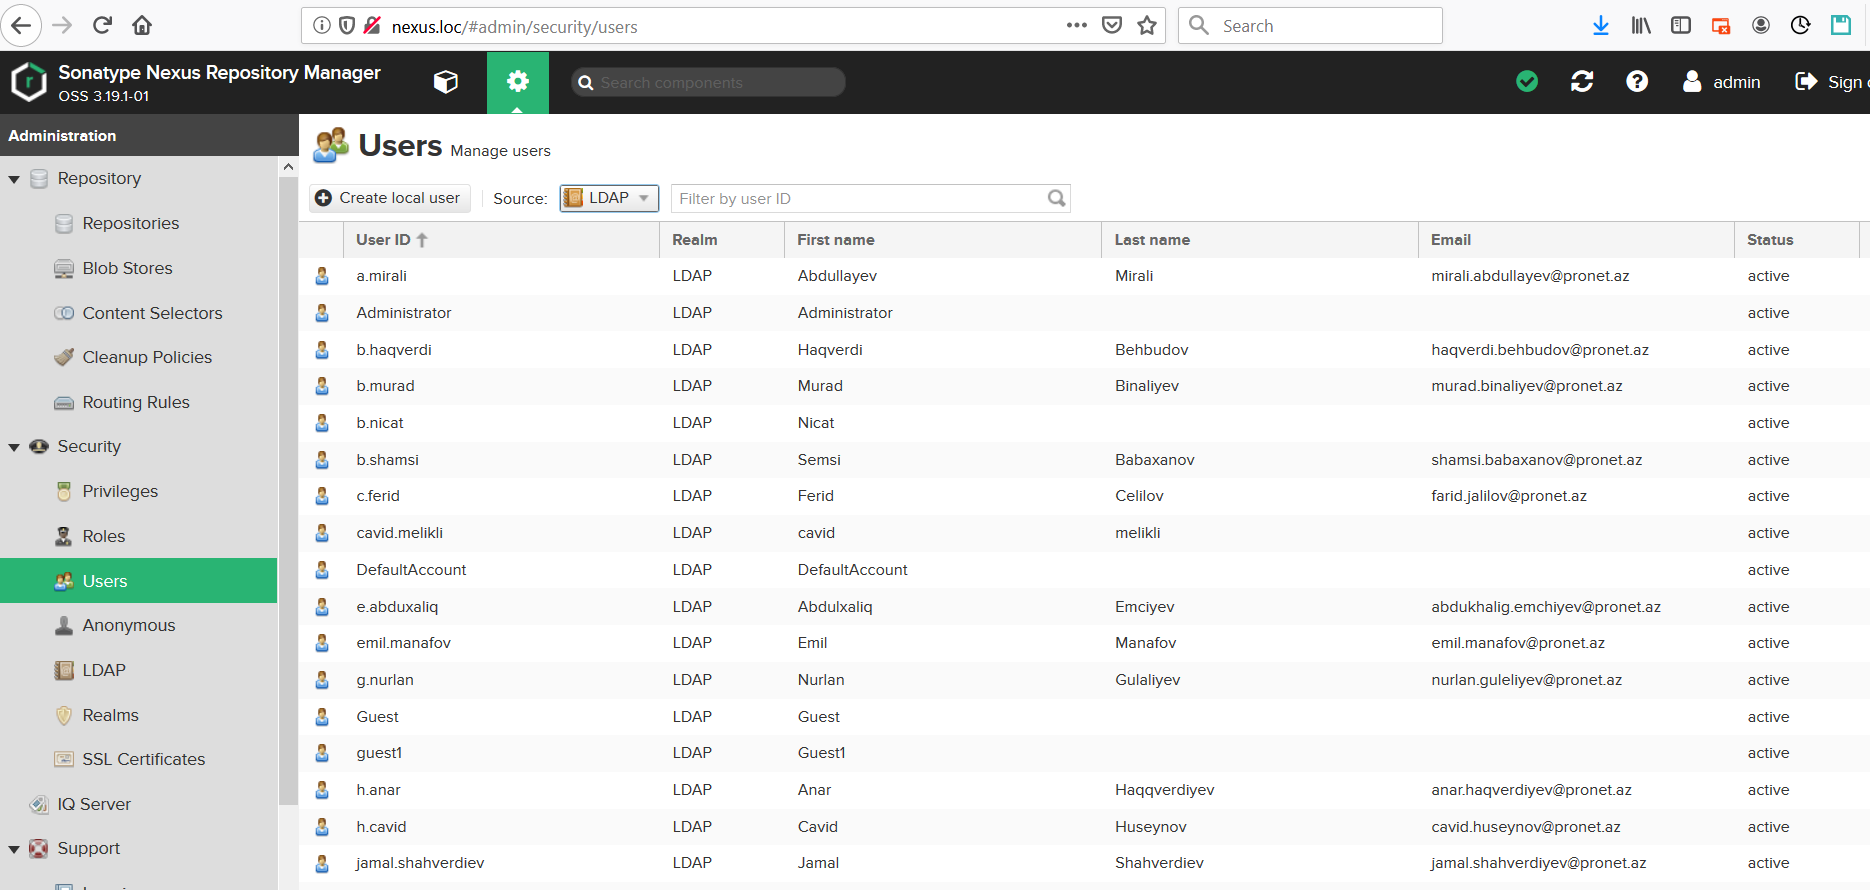 nexus.loc/#admin/security/users
Search
Sonatype Nexus Repository Manager
OSS 3.19.1-01
Search components
admin
Sign
Administration
Repository
Repositories
Blob Stores
Content Selectors
Cleanup Policies
Routing Rules
Security
Privileges
Roles
Users
Anonymous
LDAP
Realms
SSL Certificates
IQ Server
Support
Users Manage users
Create local user Source: LDAP Filter by user ID
User ID Realm First name Last name Email Status
a.mirali LDAP Abdullayev Mirali mirali.abdullayev@pronet.az active
Administrator LDAP Administrator active
b.haqverdi LDAP Haqverdi Behbudov haqverdi.behbudov@pronet.az active
b.murad LDAP Murad Binaliyev murad.binaliyev@pronet.az active
b.nicat LDAP Nicat active
b.shamsi LDAP Semsi Babaxanov shamsi.babaxanov@pronet.az active
c.ferid LDAP Ferid Celilov farid.jalilov@pronet.az active
cavid.melikli LDAP cavid melikli active
DefaultAccount LDAP DefaultAccount active
e.abduxaliq LDAP Abdulxaliq Emciyev abdukhalig.emchiyev@pronet.az active
emil.manafov LDAP Emil Manafov emil.manafov@pronet.az active
g.nurlan LDAP Nurlan Gulaliyev nurlan.guleliyev@pronet.az active
Guest LDAP Guest active
guest1 LDAP Guest1 active
h.anar LDAP Anar Haqqverdiyev anar.haqverdiyev@pronet.az active
h.cavid LDAP Cavid Huseynov cavid.huseynov@pronet.az active
jamal.shahverdiev LDAP Jamal Shahverdiev jamal.shahverdiyev@pronet.az active